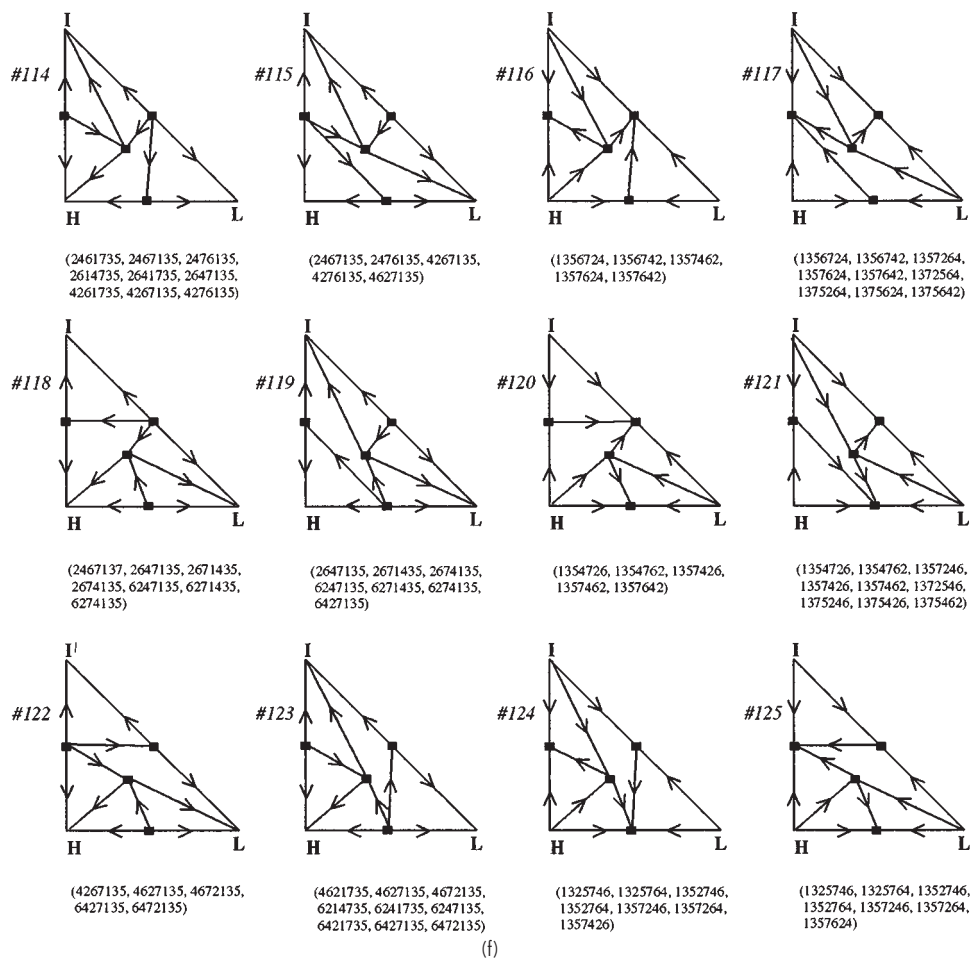 I I I I
#114 #115 #116 #117
H L H L H L H L
(2461735, 2467135, 2476135, (2467135, 2476135, 4267135, (1356724, 1356742, 1357462, (1356724, 1356742, 1357264,
2614735, 2641735, 2647135, 4276135, 4627135) 1357624, 1357642) 1357624, 1357642, 1372564,
4261735, 4267135, 4276135) 1375264, 1375624, 1375642)
I I I I
#118 #119 #120 #121
H L H L H L H L
(2467137, 2647135, 2671435, (2647135, 2671435, 2674135, (1354726, 1354762, 1357426, (1354726, 1354762, 1357246,
2674135, 6247135, 6271435, 6247135, 6271435, 6274135, 1357462, 1357642) 1357426, 1357462, 1372546,
6274135) 6427135) 1375246, 1375426, 1375462)
I I I I
#122 #123 #124 #125
H L H L H L H L
(4267135, 4627135, 4672135, (4621735, 4627135, 4672135, (1325746, 1325764, 1352746, (1325746, 1325764, 1352746,
6427135, 6472135) 6214735, 6241735, 6247135, 1352764, 1357246, 1357264, 1352764, 1357246, 1357264,
6421735, 6427135, 6472135) 1357426) 1357624)
(f)